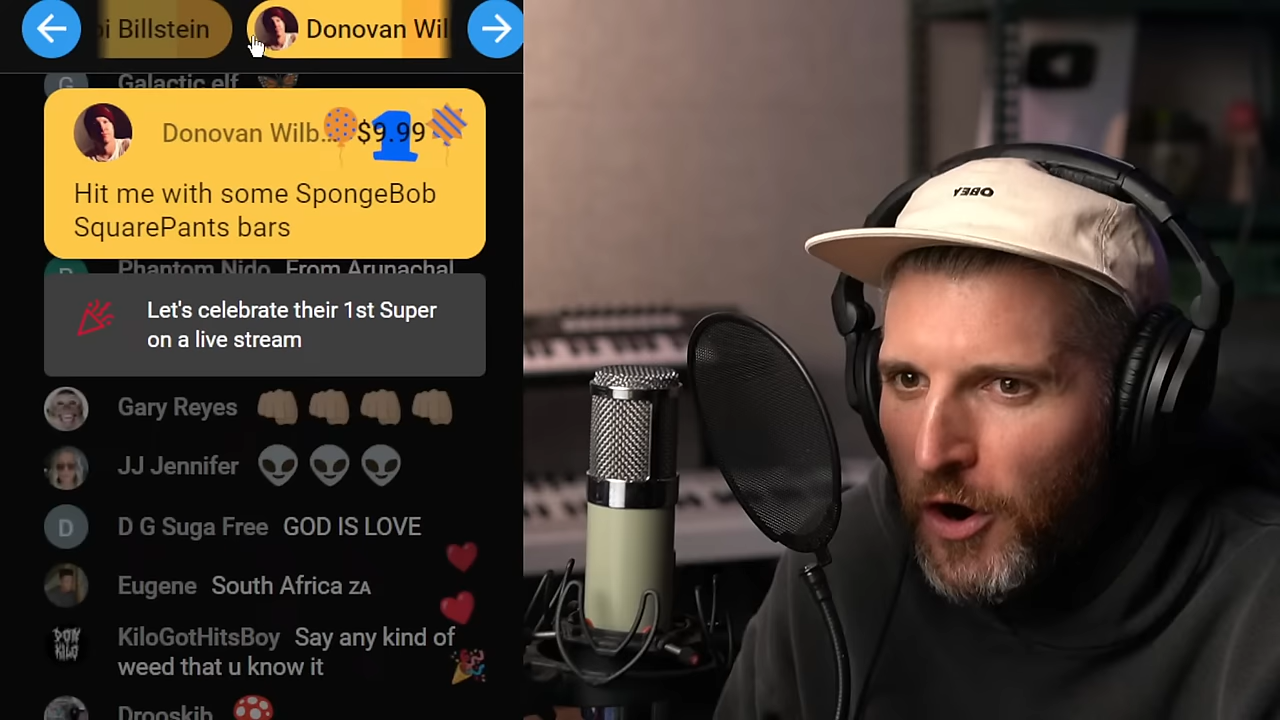 oi Billstein
Donovan Wil
Galactic elf
Donovan Wilb... $9.99
Hit me with some SpongeBob
SquarePants bars
Phantom Nido From Arunachal
Let's celebrate their 1st Super
on a live stream
Gary Reyes
JJ Jennifer
D D G Suga Free GOD IS LOVE
Eugene South Africa ZA
KiloGotHitsBoy Say any kind of
weed that u know it
Drooskib
OBEY